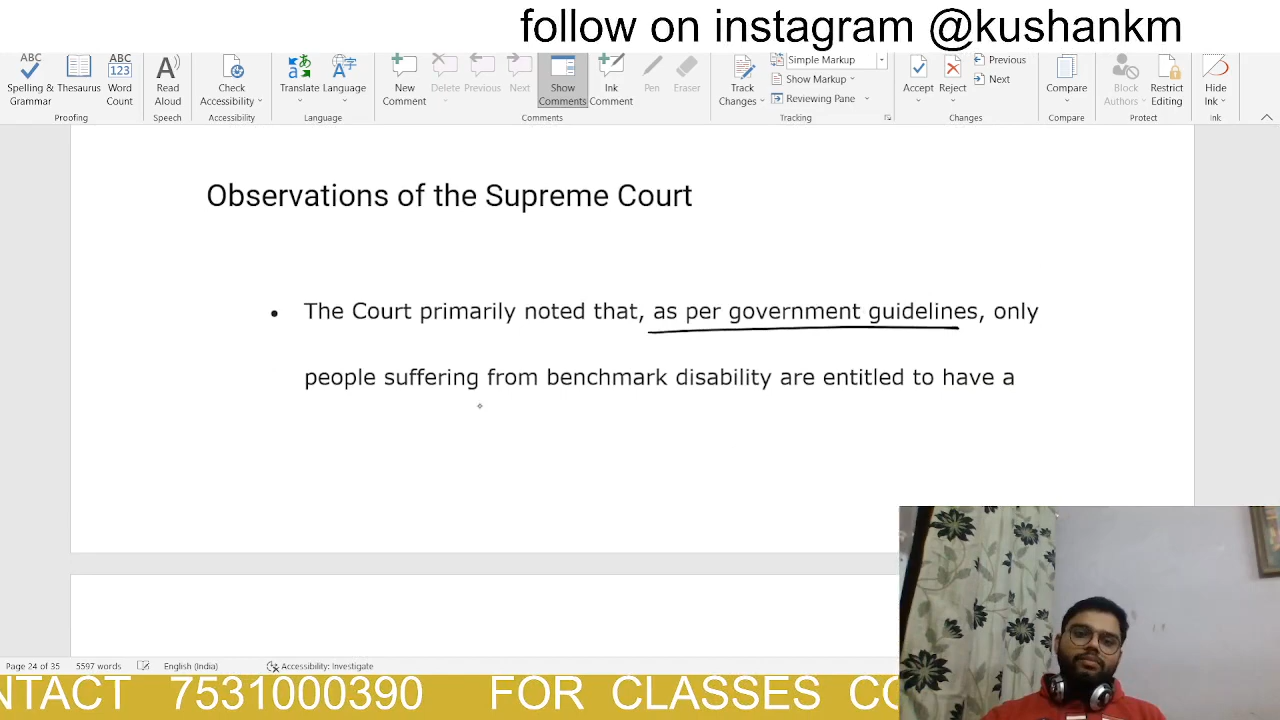 follow on instagram @kushankm
ABC
Spelling & Grammar
Thesaurus
ABC 123
Word Count
Proofing
Read Aloud
Speech
Check Accessibility
Accessibility
Translate
Language
Language
New Comment
Delete
Previous
Next
Show Comments
Ink Comment
Pen
Eraser
Comments
Track Changes
Simple Markup
Show Markup
Reviewing Pane
Tracking
Accept
Reject
Previous
Next
Changes
Compare
Compare
Block Authors
Restrict Editing
Protect
Hide Ink
Ink
Observations of the Supreme Court
• The Court primarily noted that, as per government guidelines, only
people suffering from benchmark disability are entitled to have a
Page 24 of 35
5597 words
English (India)
Accessibility: Investigate
NTACT 7531000390 FOR CLASSES CO